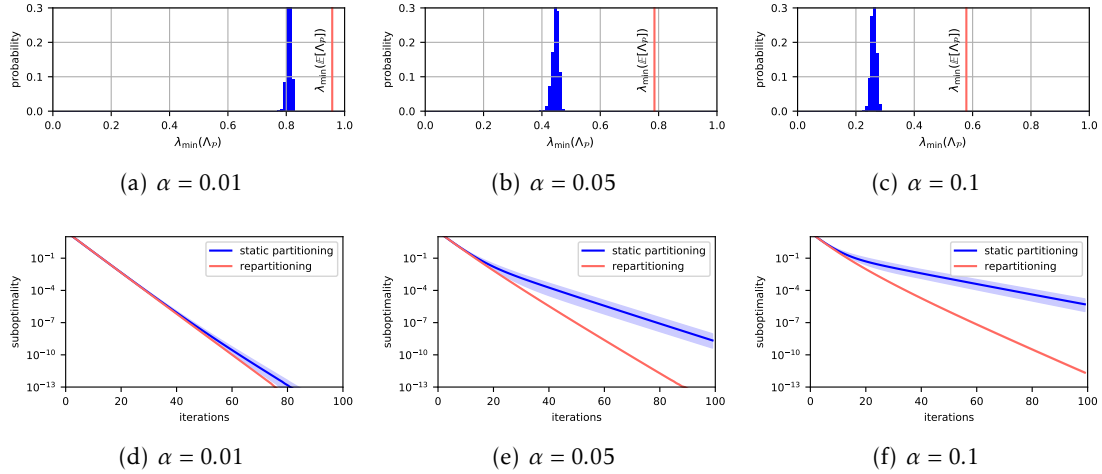 0.3
0.2
0.1
0.0
probability
λmin(𝔼[Λ𝒫])
0.0 0.2 0.4 0.6 0.8 1.0
λmin(Λ𝒫)
(a) α = 0.01
0.3
0.2
0.1
0.0
probability
λmin(𝔼[Λ𝒫])
0.0 0.2 0.4 0.6 0.8 1.0
λmin(Λ𝒫)
(b) α = 0.05
0.3
0.2
0.1
0.0
probability
λmin(𝔼[Λ𝒫])
0.0 0.2 0.4 0.6 0.8 1.0
λmin(Λ𝒫)
(c) α = 0.1
static partitioning
repartitioning
10⁻¹
10⁻⁴
10⁻⁷
10⁻¹⁰
10⁻¹³
suboptimality
0 20 40 60 80 100
iterations
(d) α = 0.01
static partitioning
repartitioning
10⁻¹
10⁻⁴
10⁻⁷
10⁻¹⁰
10⁻¹³
suboptimality
0 20 40 60 80 100
iterations
(e) α = 0.05
static partitioning
repartitioning
10⁻¹
10⁻⁴
10⁻⁷
10⁻¹⁰
10⁻¹³
suboptimality
0 20 40 60 80 100
iterations
(f) α = 0.1